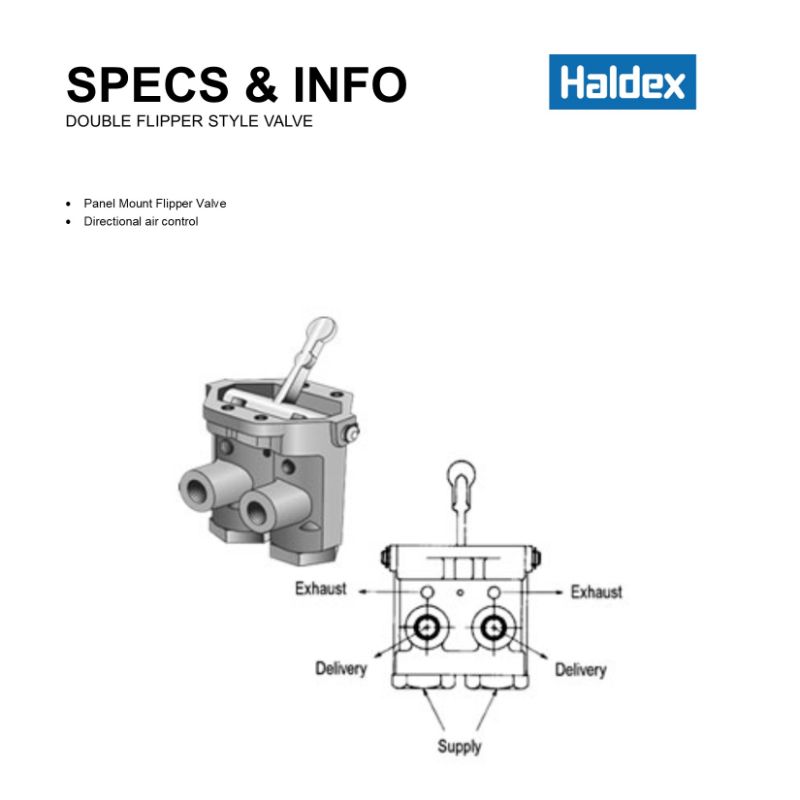 SPECS & INFO
Haldex
DOUBLE FLIPPER STYLE VALVE
• Panel Mount Flipper Valve
• Directional air control
Exhaust
Exhaust
Delivery
Delivery
Supply